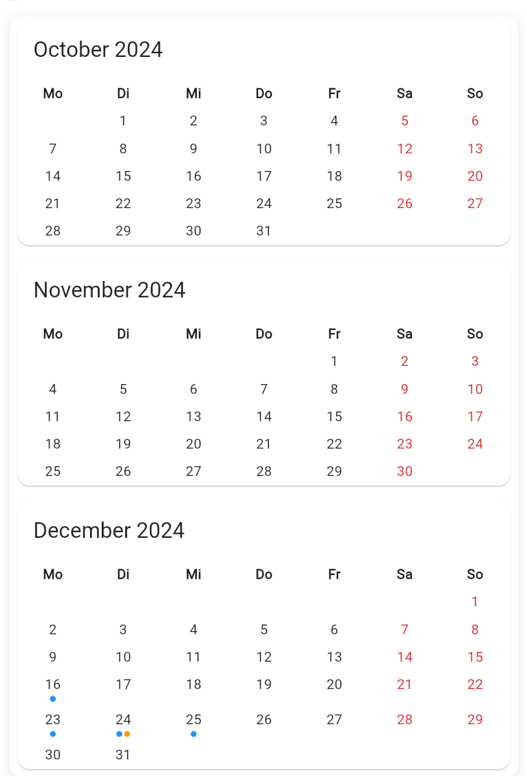 October 2024
Mo Di Mi Do Fr Sa So
1 2 3 4 5 6
7 8 9 10 11 12 13
14 15 16 17 18 19 20
21 22 23 24 25 26 27
28 29 30 31
November 2024
Mo Di Mi Do Fr Sa So
1 2 3
4 5 6 7 8 9 10
11 12 13 14 15 16 17
18 19 20 21 22 23 24
25 26 27 28 29 30
December 2024
Mo Di Mi Do Fr Sa So
1
2 3 4 5 6 7 8
9 10 11 12 13 14 15
16 17 18 19 20 21 22
23 24 25 26 27 28 29
30 31